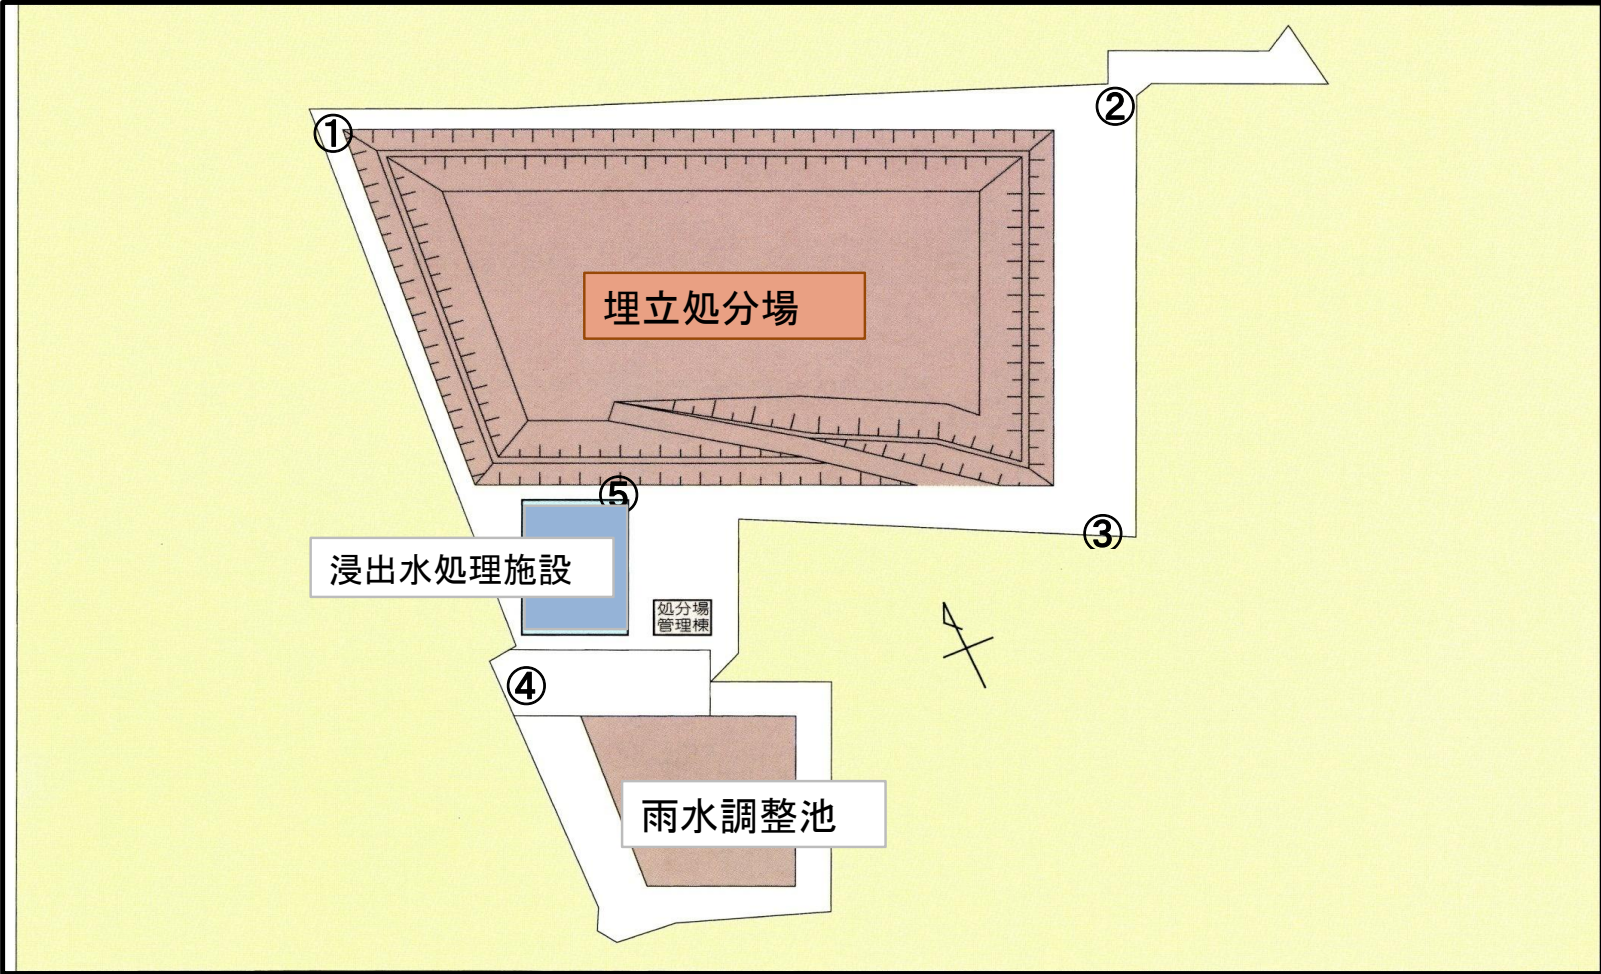 ②
①
埋立処分場
⑤
③
浸出水処理施設
処分場
管理棟
④
雨水調整池